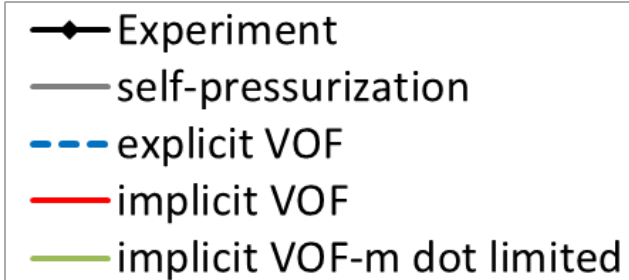 Experiment
self-pressurization
explicit VOF
implicit VOF
implicit VOF-m dot limited